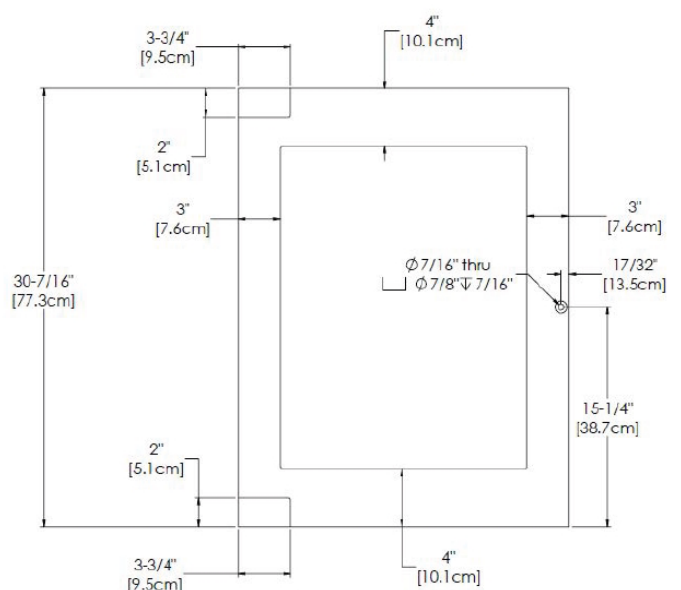 4"
[10.1cm]
3-3/4"
[9.5cm]
2"
[5.1cm]
3"
[7.6cm]
3"
[7.6cm]
Ø 7/16" thru
⌴ Ø 7/8" ↧ 7/16"
17/32"
[13.5cm]
30-7/16"
[77.3cm]
15-1/4"
[38.7cm]
2"
[5.1cm]
3-3/4"
[9.5cm]
4"
[10.1cm]